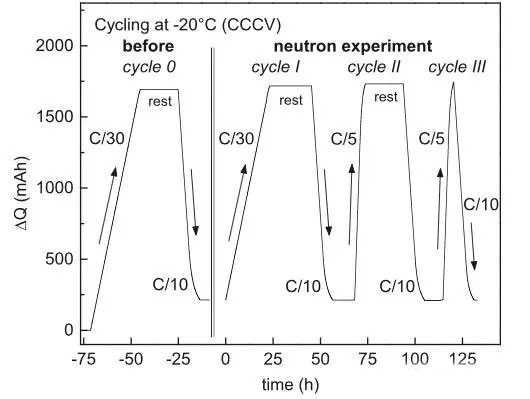 Cycling at -20°C (CCCV)
before
neutron experiment
cycle 0
cycle I
cycle II
cycle III
rest
rest
rest
C/30
C/30
C/5
C/5
C/10
C/10
C/10
C/10
2000
1500
1000
500
0
ΔQ (mAh)
-75
-50
-25
0
25
50
75
100
125
time (h)